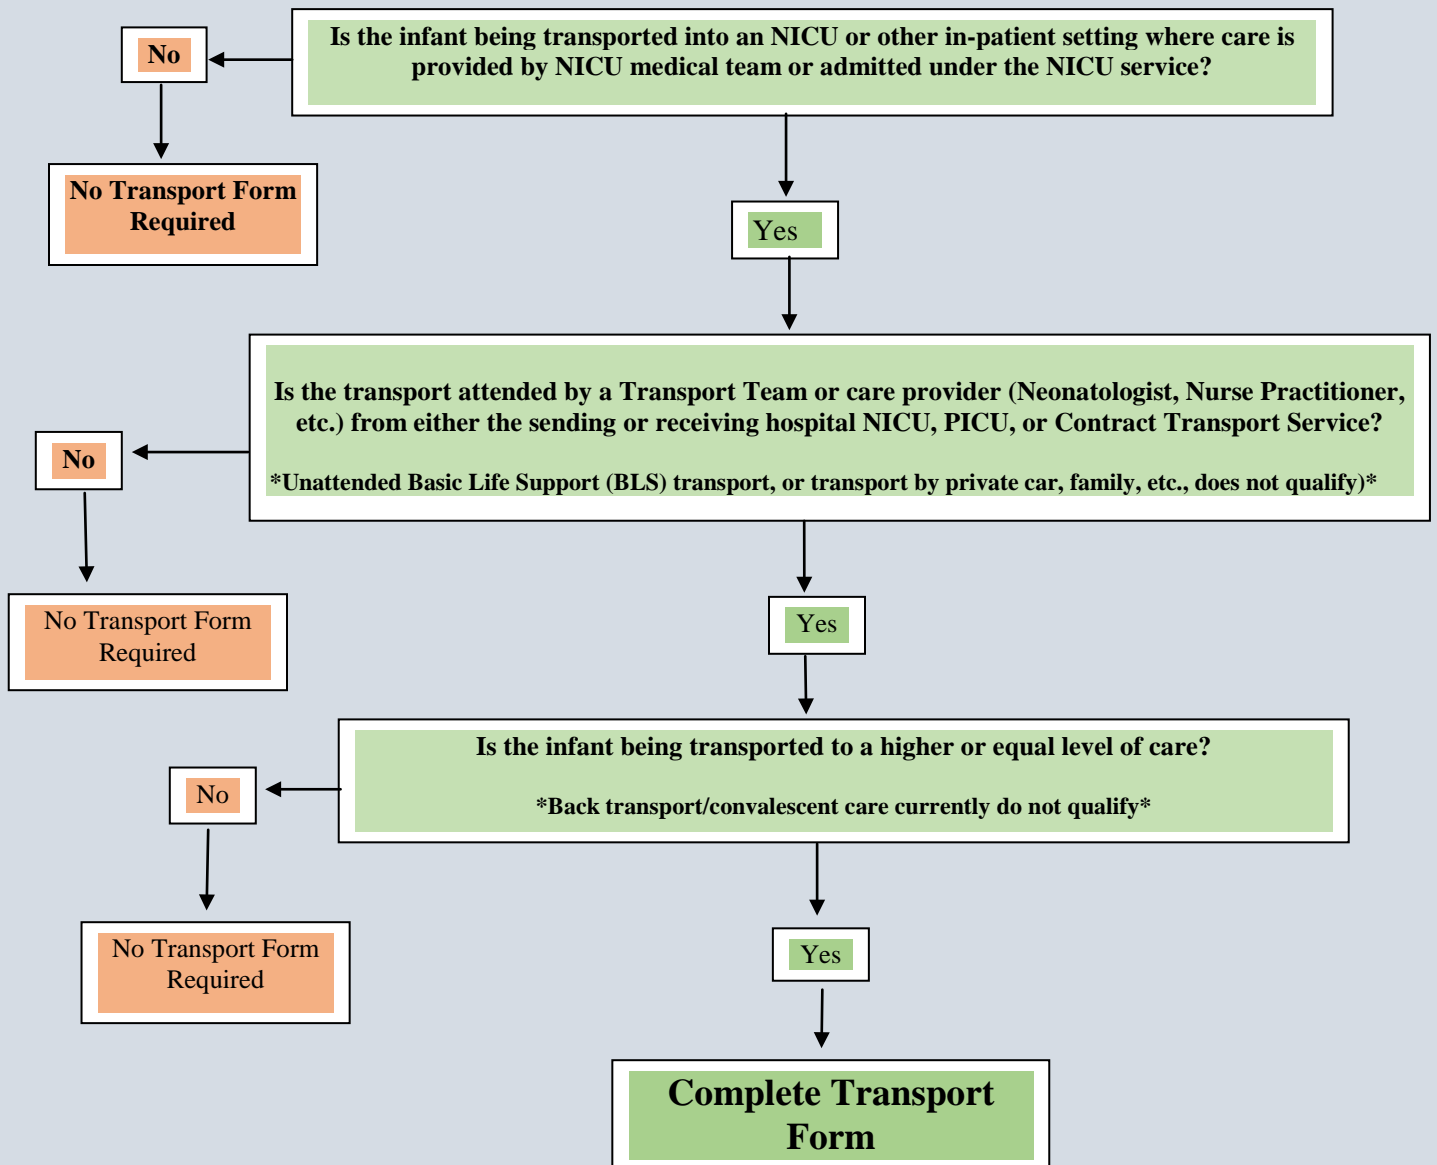 Is the infant being transported into an NICU or other in-patient setting where care is
provided by NICU medical team or admitted under the NICU service?
No
No Transport Form
Required
Yes
Is the transport attended by a Transport Team or care provider (Neonatologist, Nurse Practitioner,
etc.) from either the sending or receiving hospital NICU, PICU, or Contract Transport Service?
*Unattended Basic Life Support (BLS) transport, or transport by private car, family, etc., does not qualify)*
No
No Transport Form
Required
Yes
Is the infant being transported to a higher or equal level of care?
*Back transport/convalescent care currently do not qualify*
No
No Transport Form
Required
Yes
Complete Transport
Form